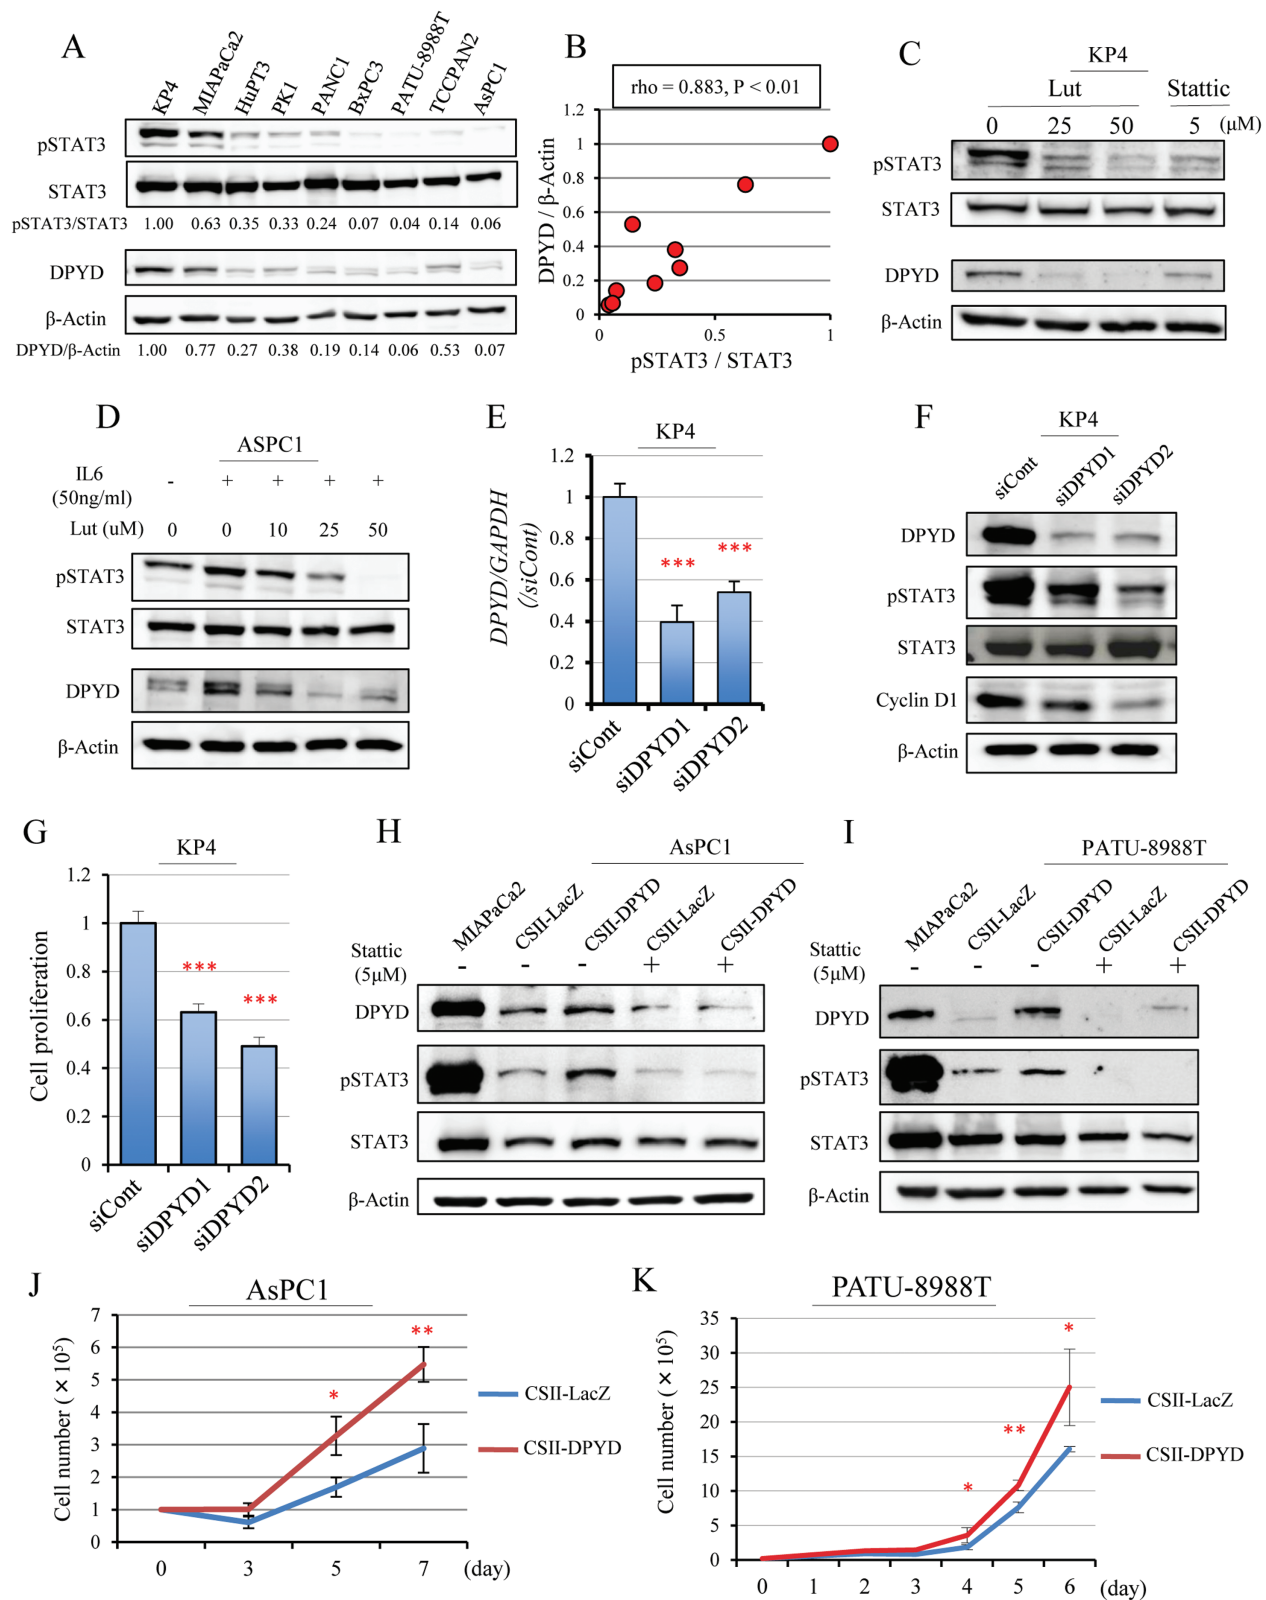 A
KP4 MIAPaCa2 HuPT3 PK1 PANC1 BxPC3 PATU-8988T TCCPAN2 AsPC1
pSTAT3
STAT3
pSTAT3/STAT3 1.00 0.63 0.35 0.33 0.24 0.07 0.04 0.14 0.06
DPYD
β-Actin
DPYD/β-Actin 1.00 0.77 0.27 0.38 0.19 0.14 0.06 0.53 0.07
B
rho = 0.883, P < 0.01
DPYD / β-Actin
1.2
1
0.8
0.6
0.4
0.2
0
0 0.5 1
pSTAT3 / STAT3
C
KP4
Lut Stattic
0 25 50 5 (μM)
pSTAT3
STAT3
DPYD
β-Actin
D
ASPC1
IL6 - + + + +
(50ng/ml)
Lut (uM) 0 0 10 25 50
pSTAT3
STAT3
DPYD
β-Actin
E
KP4
DPYD/GAPDH
(/siCont)
1.2
1
0.8
0.6
0.4
0.2
0
*** ***
siCont siDPYD1 siDPYD2
F
KP4
siCont siDPYD1 siDPYD2
DPYD
pSTAT3
STAT3
Cyclin D1
β-Actin
G
KP4
Cell proliferation
1.2
1
0.8
0.6
0.4
0.2
0
*** ***
siCont siDPYD1 siDPYD2
H
AsPC1
MIAPaCa2 CSII-LacZ CSII-DPYD CSII-LacZ CSII-DPYD
Stattic - - - + +
(5μM)
DPYD
pSTAT3
STAT3
β-Actin
I
PATU-8988T
MIAPaCa2 CSII-LacZ CSII-DPYD CSII-LacZ CSII-DPYD
Stattic - - - + +
(5μM)
DPYD
pSTAT3
STAT3
β-Actin
J
AsPC1
Cell number ( × 10⁵)
7
6
5
4
3
2
1
0
* **
0 3 5 7 (day)
CSII-LacZ
CSII-DPYD
K
PATU-8988T
Cell number ( × 10⁵)
35
30
25
20
15
10
5
0
* ** *
0 1 2 3 4 5 6 (day)
CSII-LacZ
CSII-DPYD